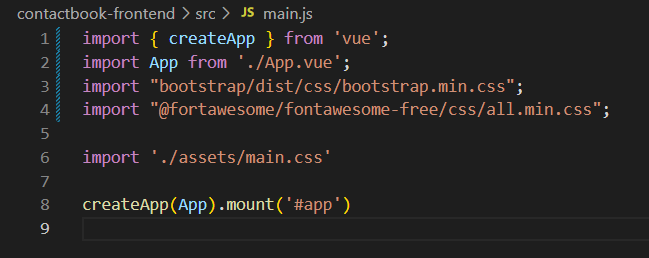 contactbook-frontend > src > JS main.js
1 import { createApp } from 'vue';
2 import App from './App.vue';
3 import "bootstrap/dist/css/bootstrap.min.css";
4 import "@fortawesome/fontawesome-free/css/all.min.css";
5
6 import './assets/main.css'
7
8 createApp(App).mount('#app')
9